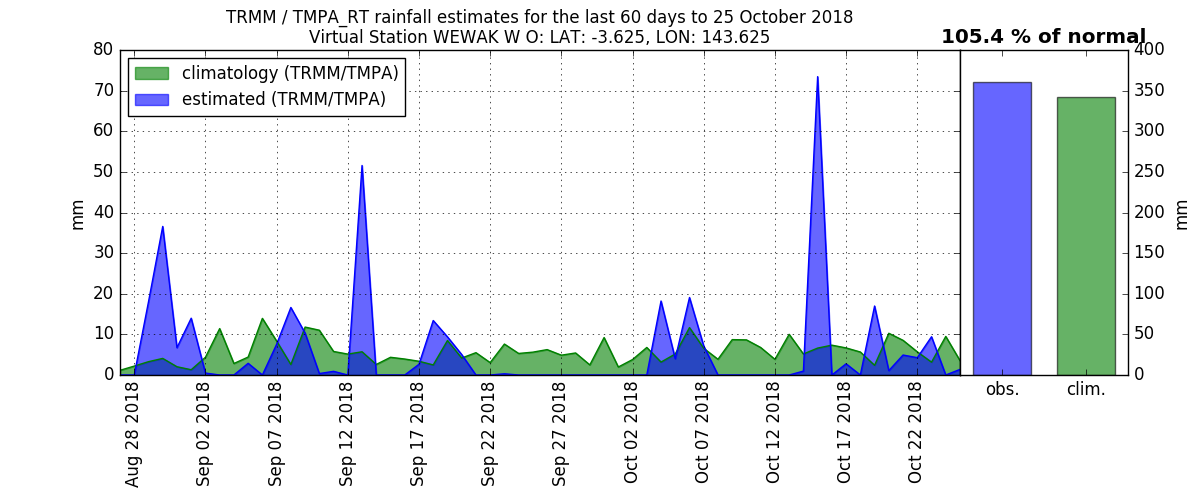 TRMM / TMPA_RT rainfall estimates for the last 60 days to 25 October 2018
Virtual Station WEWAK W O: LAT: -3.625, LON: 143.625
105.4 % of normal
climatology (TRMM/TMPA)
estimated (TRMM/TMPA)
80
70
60
50
40
30
20
10
0
mm
Aug 28 2018
Sep 02 2018
Sep 07 2018
Sep 12 2018
Sep 17 2018
Sep 22 2018
Sep 27 2018
Oct 02 2018
Oct 07 2018
Oct 12 2018
Oct 17 2018
Oct 22 2018
400
350
300
250
200
150
100
50
0
mm
obs.
clim.